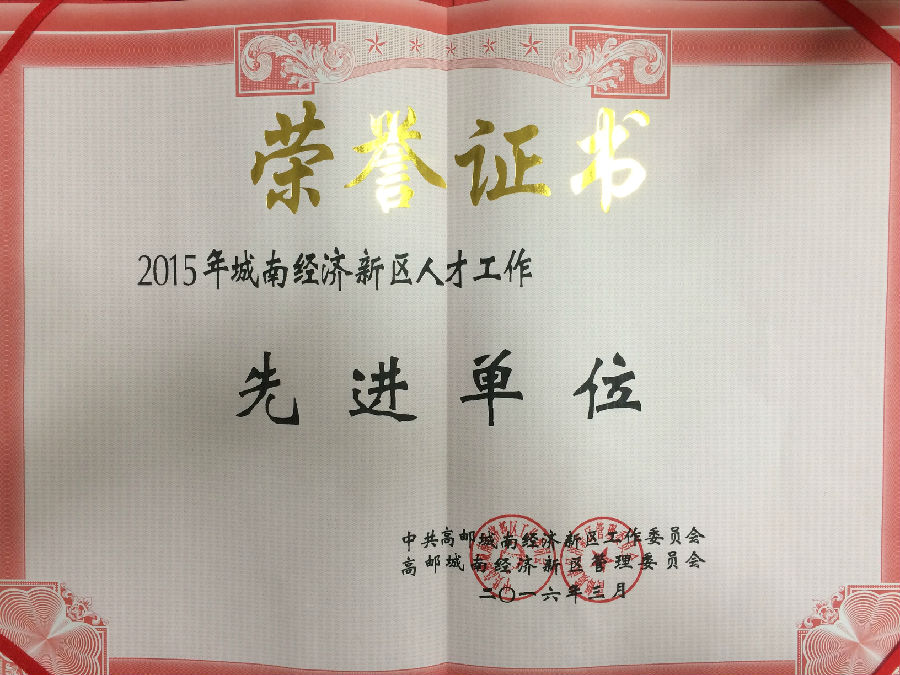 荣誉证书
2015年城南经济新区人才工作
先进单位
中共高邮城南经济新区工作委员会
高邮城南经济新区管理委员会
二〇一六年三月